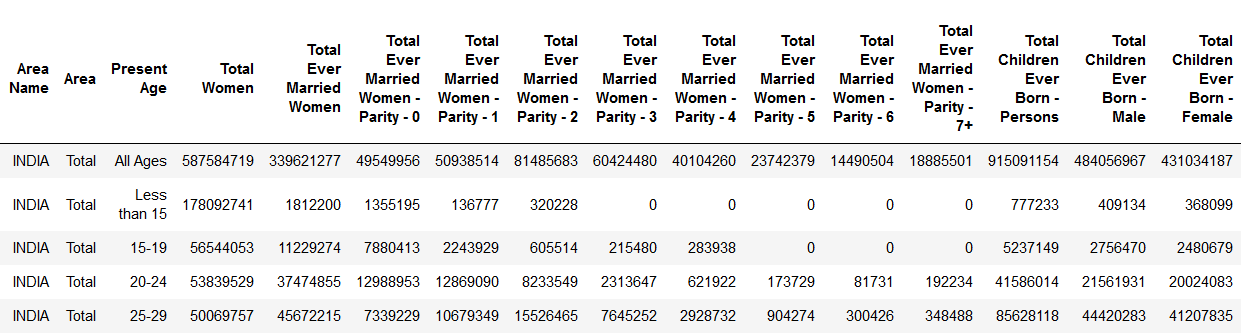 Area Name Area Present Age Total Women Total Ever Married Women Total Ever Married Women - Parity - 0 Total Ever Married Women - Parity - 1 Total Ever Married Women - Parity - 2 Total Ever Married Women - Parity - 3 Total Ever Married Women - Parity - 4 Total Ever Married Women - Parity - 5 Total Ever Married Women - Parity - 6 Total Ever Married Women - Parity - 7+ Total Children Ever Born - Persons Total Children Ever Born - Male Total Children Ever Born - Female
INDIA Total All Ages 587584719 339621277 49549956 50938514 81485683 60424480 40104260 23742379 14490504 18885501 915091154 484056967 431034187
INDIA Total Less than 15 178092741 1812200 1355195 136777 320228 0 0 0 0 0 777233 409134 368099
INDIA Total 15-19 56544053 11229274 7880413 2243929 605514 215480 283938 0 0 0 5237149 2756470 2480679
INDIA Total 20-24 53839529 37474855 12988953 12869090 8233549 2313647 621922 173729 81731 192234 41586014 21561931 20024083
INDIA Total 25-29 50069757 45672215 7339229 10679349 15526465 7645252 2928732 904274 300426 348488 85628118 44420283 41207835